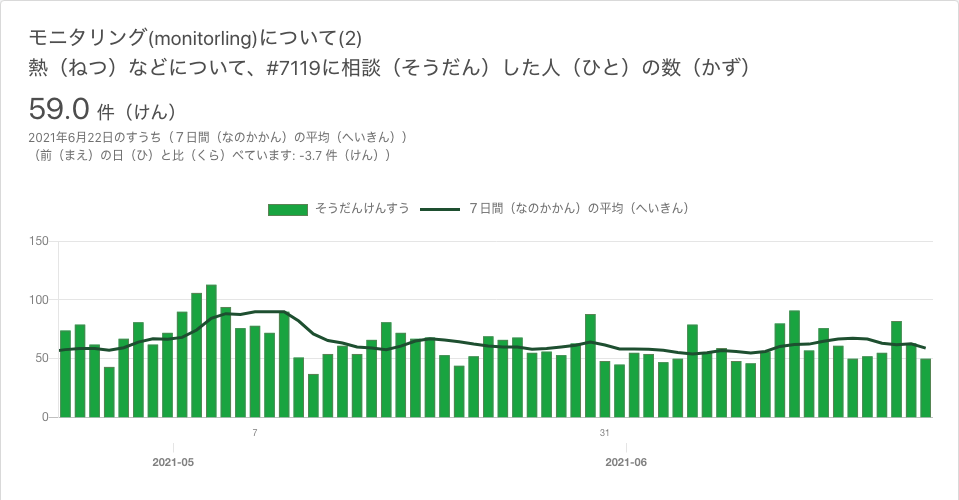 モニタリング(monitorling)について(2)
熱（ねつ）などについて、#7119に相談（そうだん）した人（ひと）の数（かず）
59.0 件（けん）
2021年6月22日のすうち（７日間（なのかかん）の平均（へいきん））
（前（まえ）の日（ひ）と比（くら）べています: -3.7 件（けん））
そうだんけんすう ７日間（なのかかん）の平均（へいきん）
150
100
50
0
7 31
2021-05 2021-06